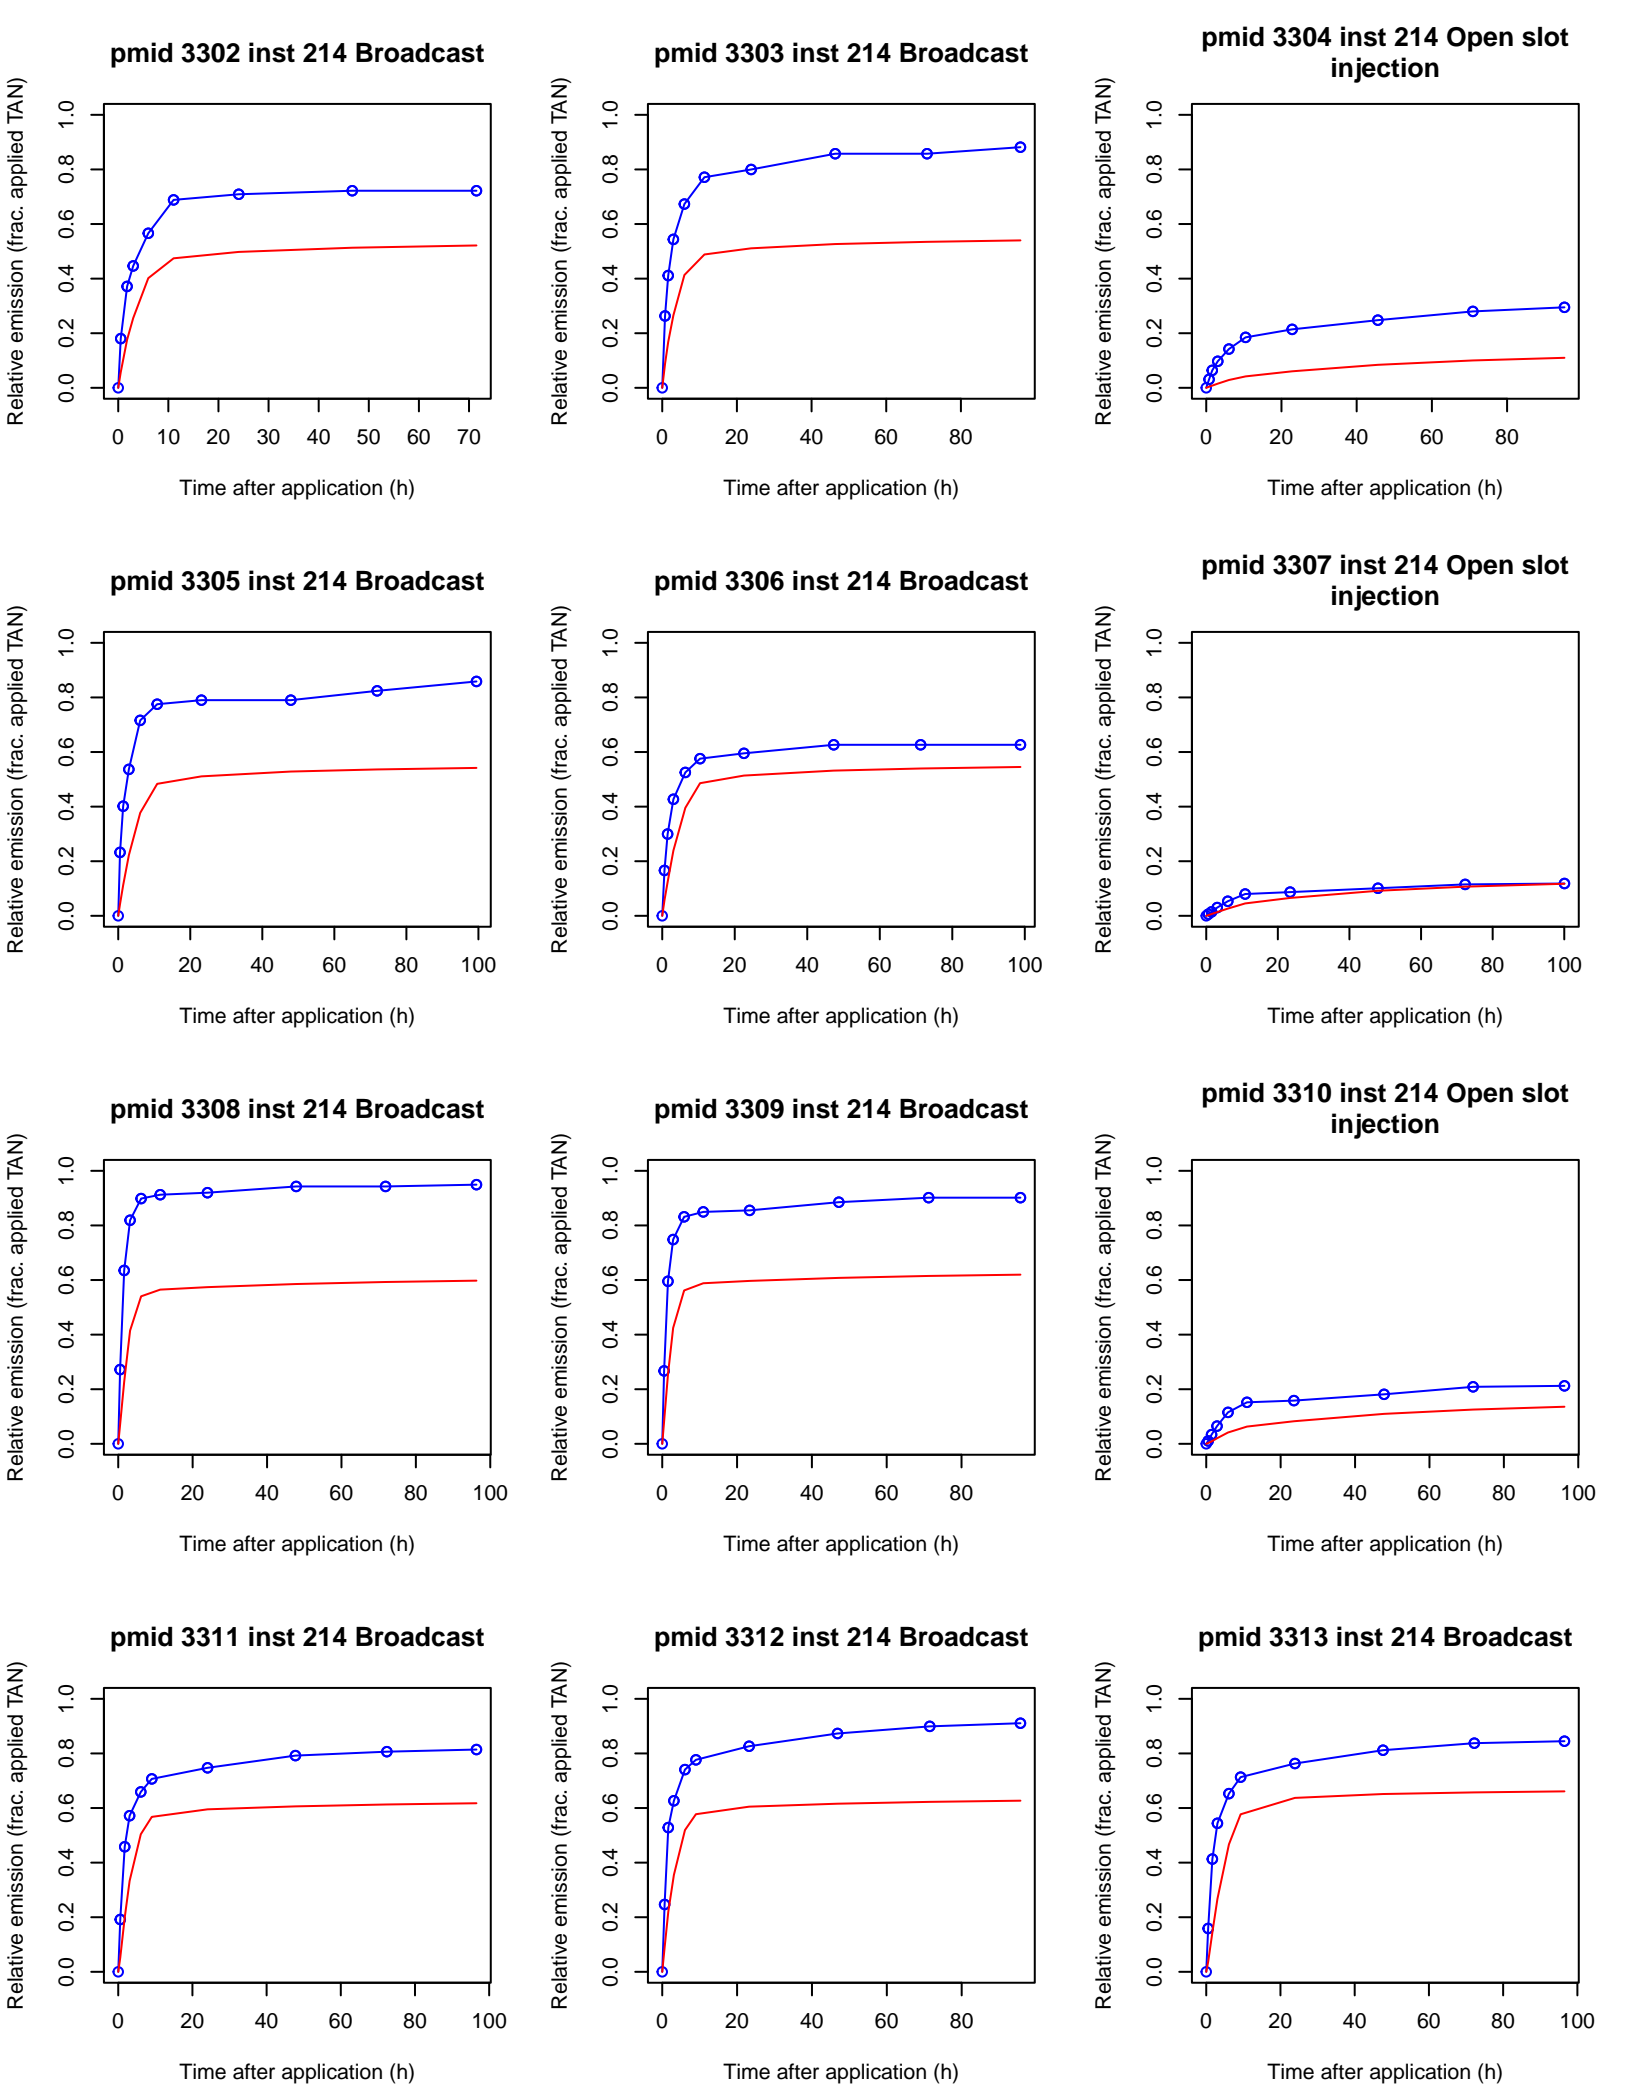 pmid 3302 inst 214 Broadcast
Relative emission (frac. applied TAN)
1.0
0.8
0.6
0.4
0.2
0.0
0 10 20 30 40 50 60 70
Time after application (h)
pmid 3303 inst 214 Broadcast
Relative emission (frac. applied TAN)
1.0
0.8
0.6
0.4
0.2
0.0
0 20 40 60 80
Time after application (h)
pmid 3304 inst 214 Open slot
injection
Relative emission (frac. applied TAN)
1.0
0.8
0.6
0.4
0.2
0.0
0 20 40 60 80
Time after application (h)
pmid 3305 inst 214 Broadcast
Relative emission (frac. applied TAN)
1.0
0.8
0.6
0.4
0.2
0.0
0 20 40 60 80 100
Time after application (h)
pmid 3306 inst 214 Broadcast
Relative emission (frac. applied TAN)
1.0
0.8
0.6
0.4
0.2
0.0
0 20 40 60 80 100
Time after application (h)
pmid 3307 inst 214 Open slot
injection
Relative emission (frac. applied TAN)
1.0
0.8
0.6
0.4
0.2
0.0
0 20 40 60 80 100
Time after application (h)
pmid 3308 inst 214 Broadcast
Relative emission (frac. applied TAN)
1.0
0.8
0.6
0.4
0.2
0.0
0 20 40 60 80 100
Time after application (h)
pmid 3309 inst 214 Broadcast
Relative emission (frac. applied TAN)
1.0
0.8
0.6
0.4
0.2
0.0
0 20 40 60 80
Time after application (h)
pmid 3310 inst 214 Open slot
injection
Relative emission (frac. applied TAN)
1.0
0.8
0.6
0.4
0.2
0.0
0 20 40 60 80 100
Time after application (h)
pmid 3311 inst 214 Broadcast
Relative emission (frac. applied TAN)
1.0
0.8
0.6
0.4
0.2
0.0
0 20 40 60 80 100
Time after application (h)
pmid 3312 inst 214 Broadcast
Relative emission (frac. applied TAN)
1.0
0.8
0.6
0.4
0.2
0.0
0 20 40 60 80
Time after application (h)
pmid 3313 inst 214 Broadcast
Relative emission (frac. applied TAN)
1.0
0.8
0.6
0.4
0.2
0.0
0 20 40 60 80 100
Time after application (h)